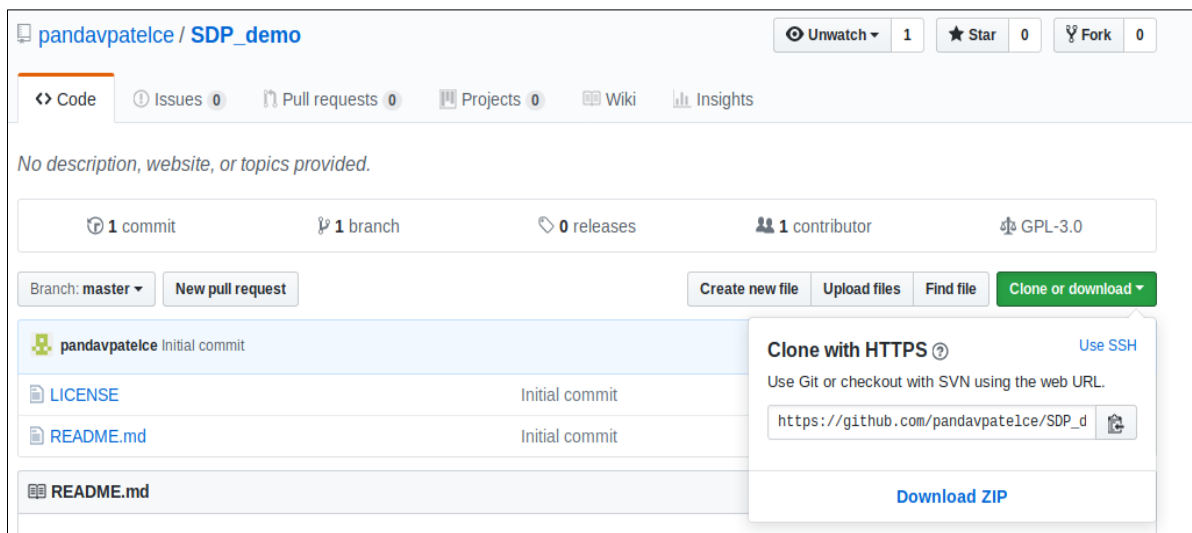 pandavpatelce / SDP_demo
Unwatch 1 Star 0 Fork 0
Code Issues 0 Pull requests 0 Projects 0 Wiki Insights
No description, website, or topics provided.
1 commit 1 branch 0 releases 1 contributor GPL-3.0
Branch: master New pull request Create new file Upload files Find file Clone or download
pandavpatelce Initial commit
LICENSE Initial commit
README.md Initial commit
README.md
Clone with HTTPS ? Use SSH
Use Git or checkout with SVN using the web URL.
https://github.com/pandavpatelce/SDP_d
Download ZIP